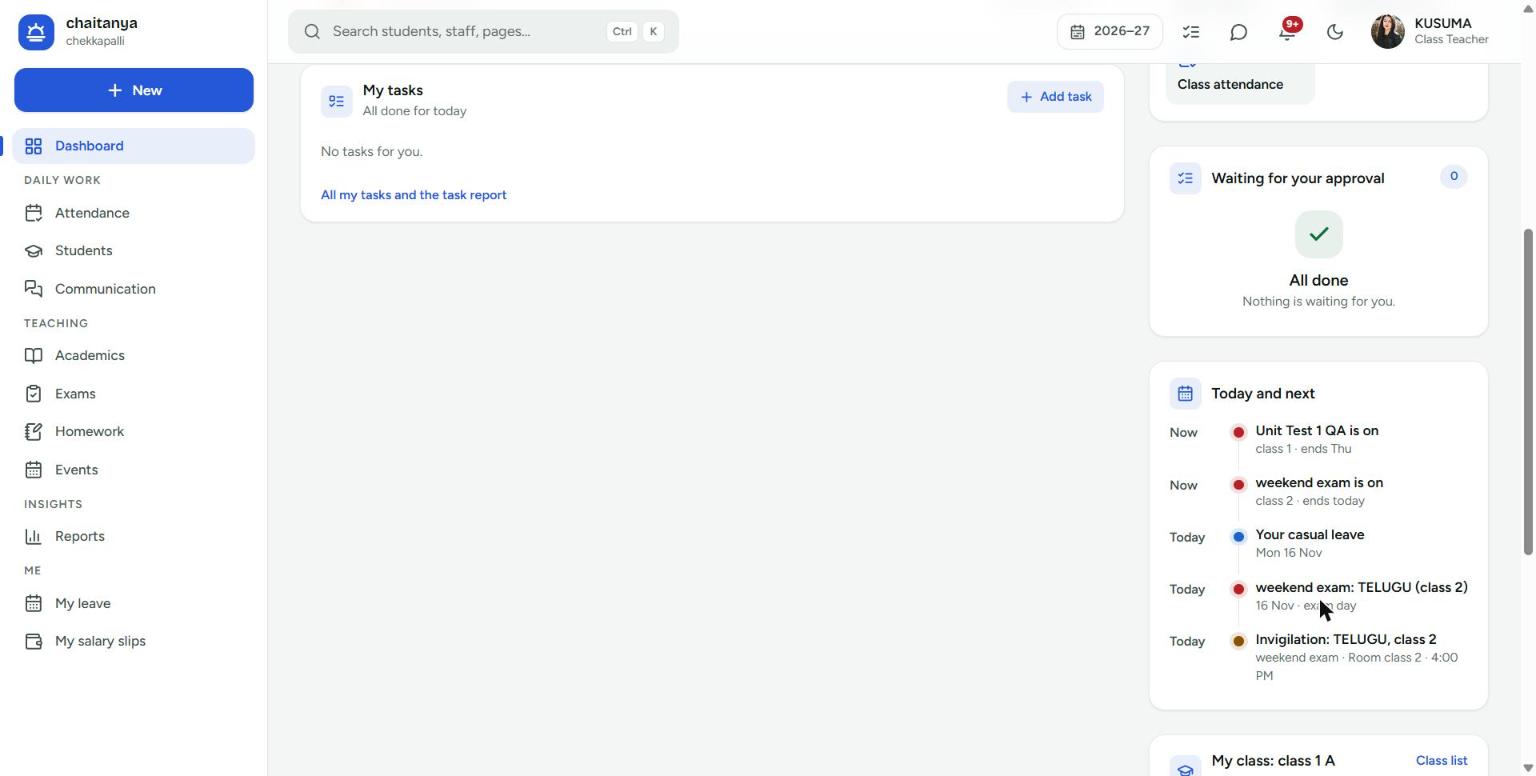 chaitanya
chekkapalli
New
Dashboard
DAILY WORK
Attendance
Students
Communication
TEACHING
Academics
Exams
Homework
Events
INSIGHTS
Reports
ME
My leave
My salary slips
Search students, staff, pages...
Ctrl K
2026–27
9+
KUSUMA
Class Teacher
My tasks
All done for today
Add task
No tasks for you.
All my tasks and the task report
Class attendance
Waiting for your approval
0
All done
Nothing is waiting for you.
Today and next
Now
Unit Test 1 QA is on
class 1 · ends Thu
Now
weekend exam is on
class 2 · ends today
Today
Your casual leave
Mon 16 Nov
Today
weekend exam: TELUGU (class 2)
16 Nov · exam day
Today
Invigilation: TELUGU, class 2
weekend exam · Room class 2 · 4:00
PM
My class: class 1 A
Class list